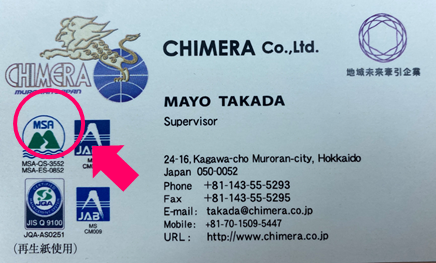 CHIMERA
MURORAN JAPAN
CHIMERA Co.,Ltd.
地域未来牽引企業
MAYO TAKADA
Supervisor
MSA
MSA-QS-3552
MSA-ES-0852
JAB
MS
JQA
JIS Q 9100
JQA-AS0251
JAB
MS
CM009
(再生紙使用)
24-16, Kagawa-cho Muroran-city, Hokkaido
Japan 050-0052
Phone +81-143-55-5293
Fax +81-143-55-5295
E-mail: takada@chimera.co.jp
Mobile: +81-70-1509-5447
URL: http://www.chimera.co.jp